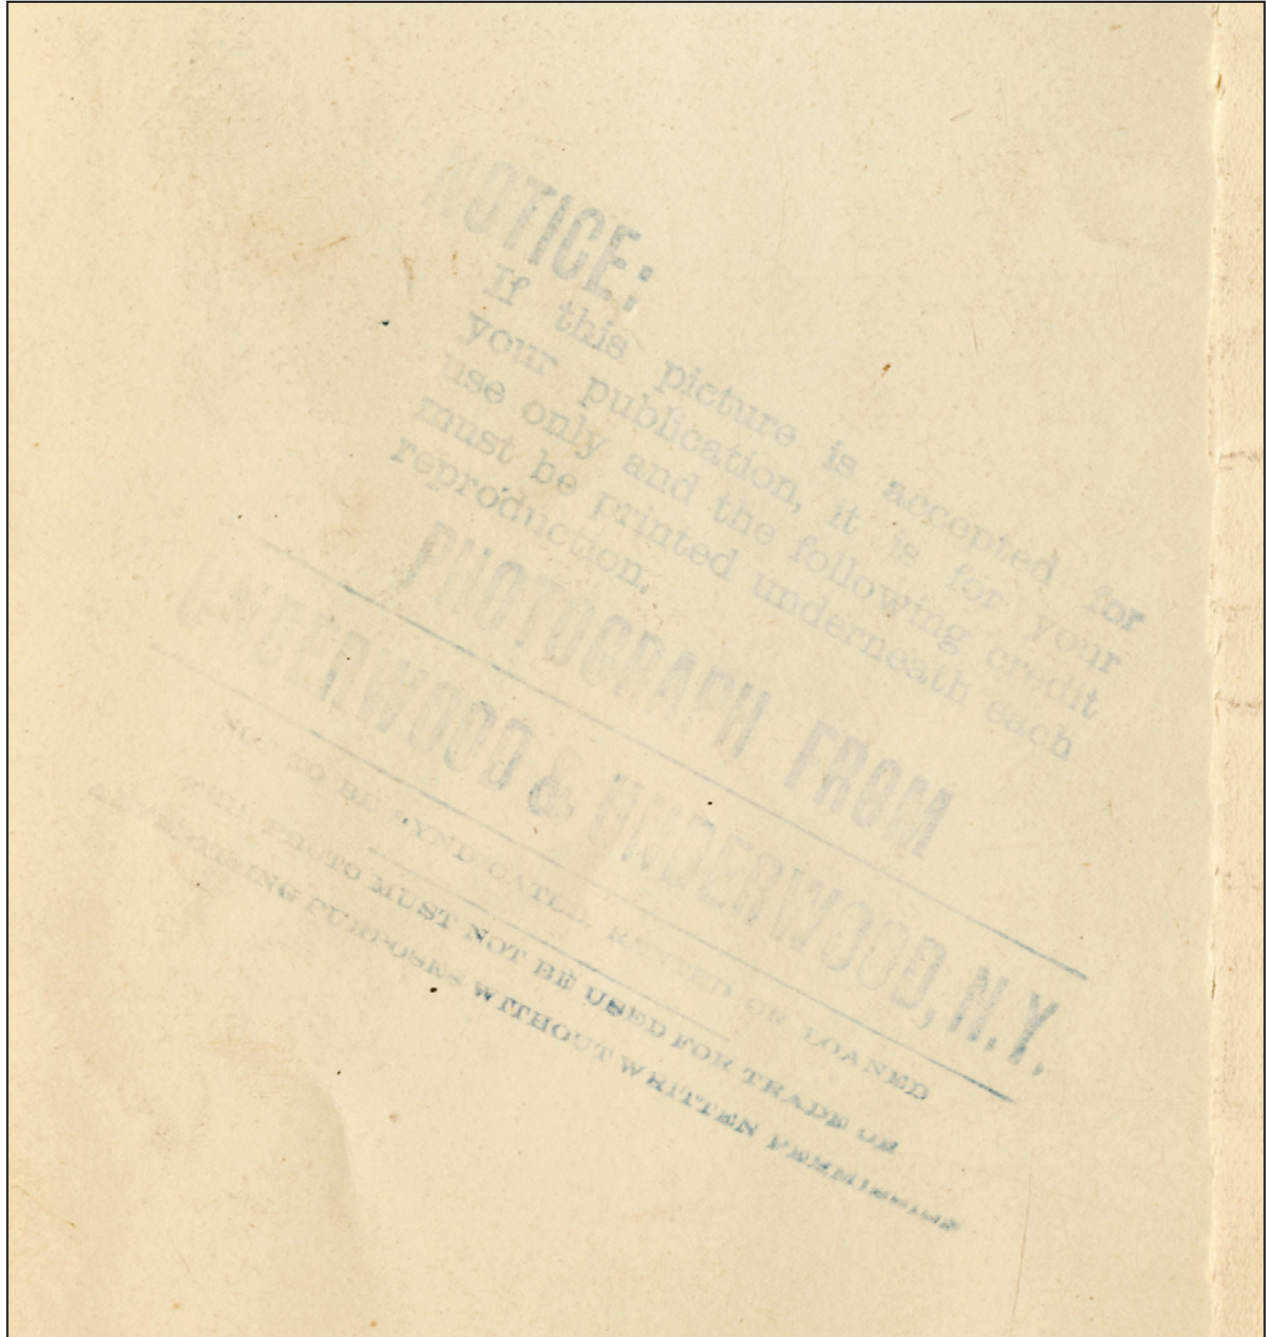 NOTICE:
If this picture is accepted for
your publication, it is for your
use only and the following credit
must be printed underneath each
reproduction.
PHOTOGRAPH FROM
UNDERWOOD & UNDERWOOD, N.Y.
NOT TO BE SYNDICATED, RENTED OR LOANED
THIS PHOTO MUST NOT BE USED FOR TRADE OR
ADVERTISING PURPOSES WITHOUT WRITTEN PERMISSION